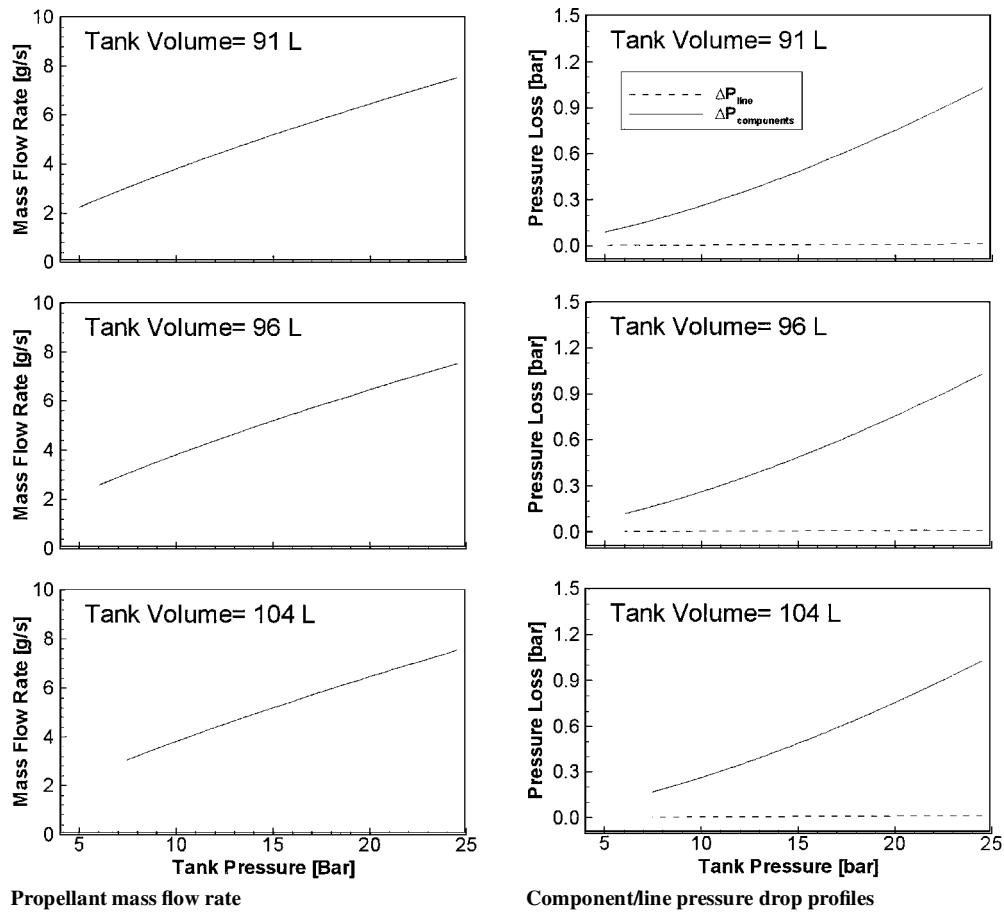 Tank Volume= 91 L
Mass Flow Rate [g/s]
10
8
6
4
2
0
Tank Volume= 91 L
ΔPline
ΔPcomponents
Pressure Loss [bar]
1.5
1.2
0.9
0.6
0.3
0.0
Tank Volume= 96 L
Mass Flow Rate [g/s]
10
8
6
4
2
0
Tank Volume= 96 L
Pressure Loss [bar]
1.5
1.2
0.9
0.6
0.3
0.0
Tank Volume= 104 L
Mass Flow Rate [g/s]
10
8
6
4
2
0
5 10 15 20 25
Tank Pressure [Bar]
Tank Volume= 104 L
Pressure Loss [bar]
1.5
1.2
0.9
0.6
0.3
0.0
5 10 15 20 25
Tank Pressure [bar]
Propellant mass flow rate
Component/line pressure drop profiles